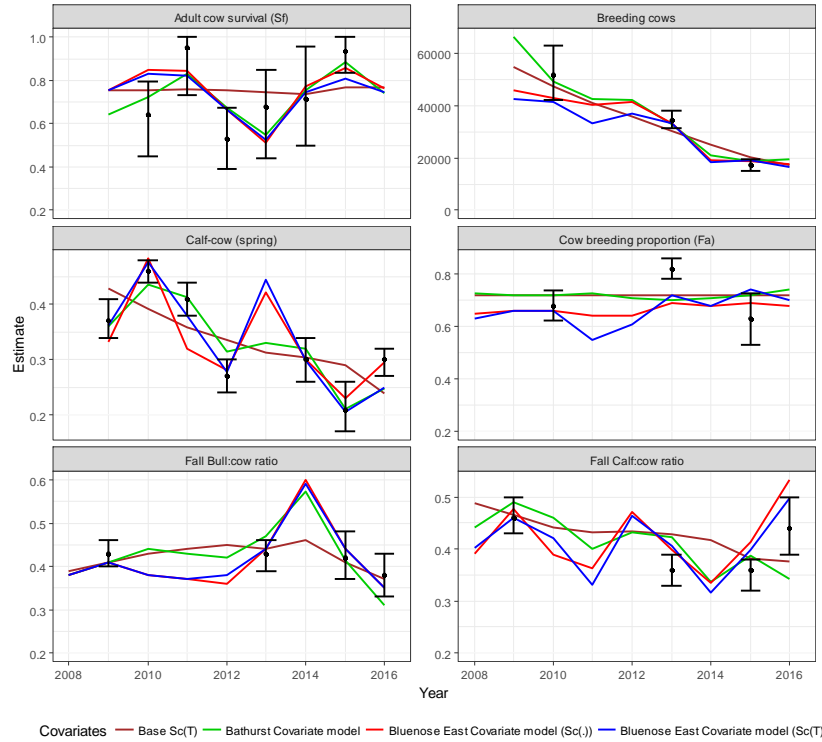 Adult cow survival (Sf)
Breeding cows
1.0
0.8
0.6
0.4
0.2
60000
40000
20000
0
Calf-cow (spring)
Cow breeding proportion (Fa)
0.4
0.3
0.2
0.8
0.6
0.4
0.2
Estimate
Fall Bull:cow ratio
Fall Calf:cow ratio
0.6
0.5
0.4
0.3
0.2
0.5
0.4
0.3
0.2
2008 2010 2012 2014 2016
2008 2010 2012 2014 2016
Year
Covariates Base Sc(T) Bathurst Covariate model Bluenose East Covariate model (Sc(.)) Bluenose East Covariate model (Sc(T)